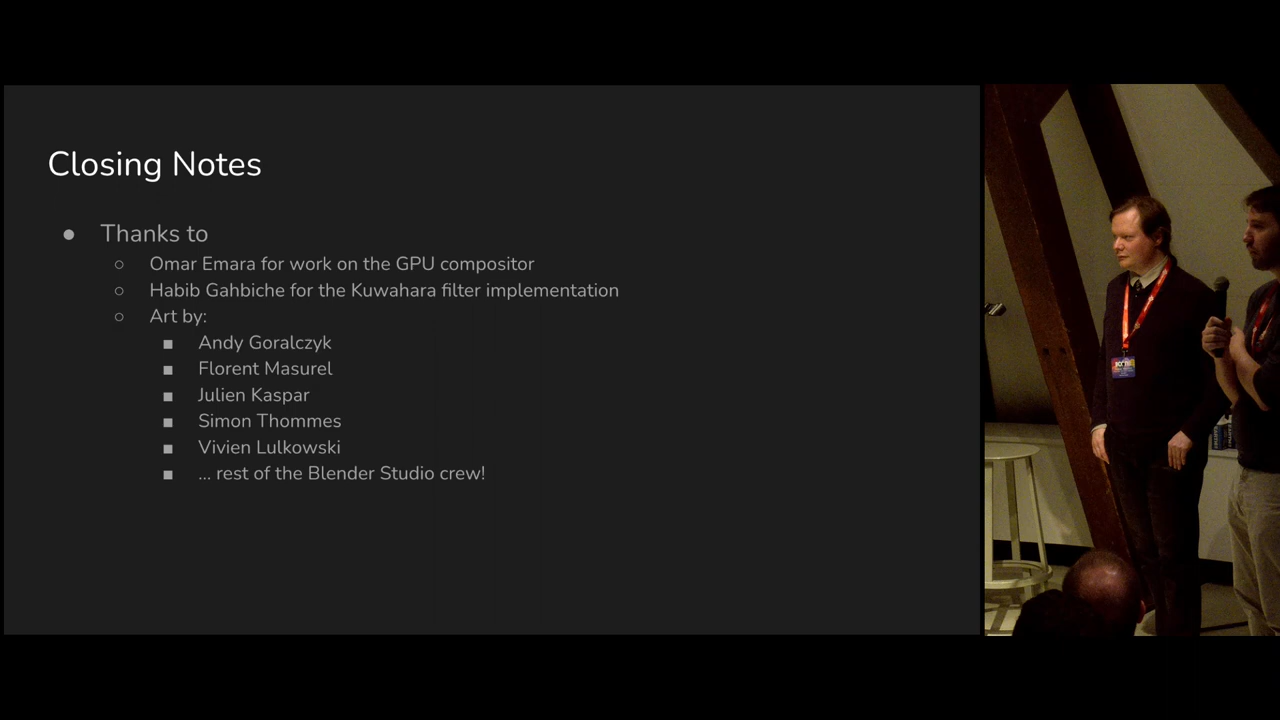 Closing Notes
● Thanks to
○ Omar Emara for work on the GPU compositor
○ Habib Gahbiche for the Kuwahara filter implementation
○ Art by:
■ Andy Goralczyk
■ Florent Masurel
■ Julien Kaspar
■ Simon Thommes
■ Vivien Lulkowski
■ ... rest of the Blender Studio crew!